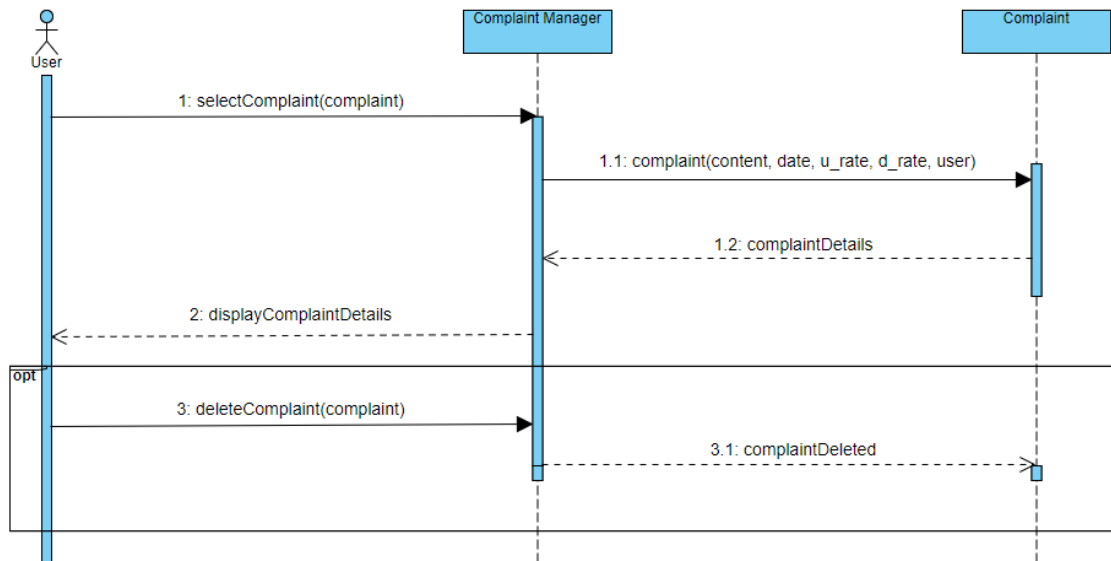 Complaint Manager
Complaint
User
1: selectComplaint(complaint)
1.1: complaint(content, date, u_rate, d_rate, user)
1.2: complaintDetails
2: displayComplaintDetails
opt
3: deleteComplaint(complaint)
3.1: complaintDeleted